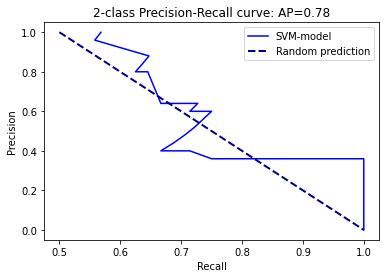 2-class Precision-Recall curve: AP=0.78
SVM-model
Random prediction
Precision
1.0
0.8
0.6
0.4
0.2
0.0
0.5 0.6 0.7 0.8 0.9 1.0
Recall